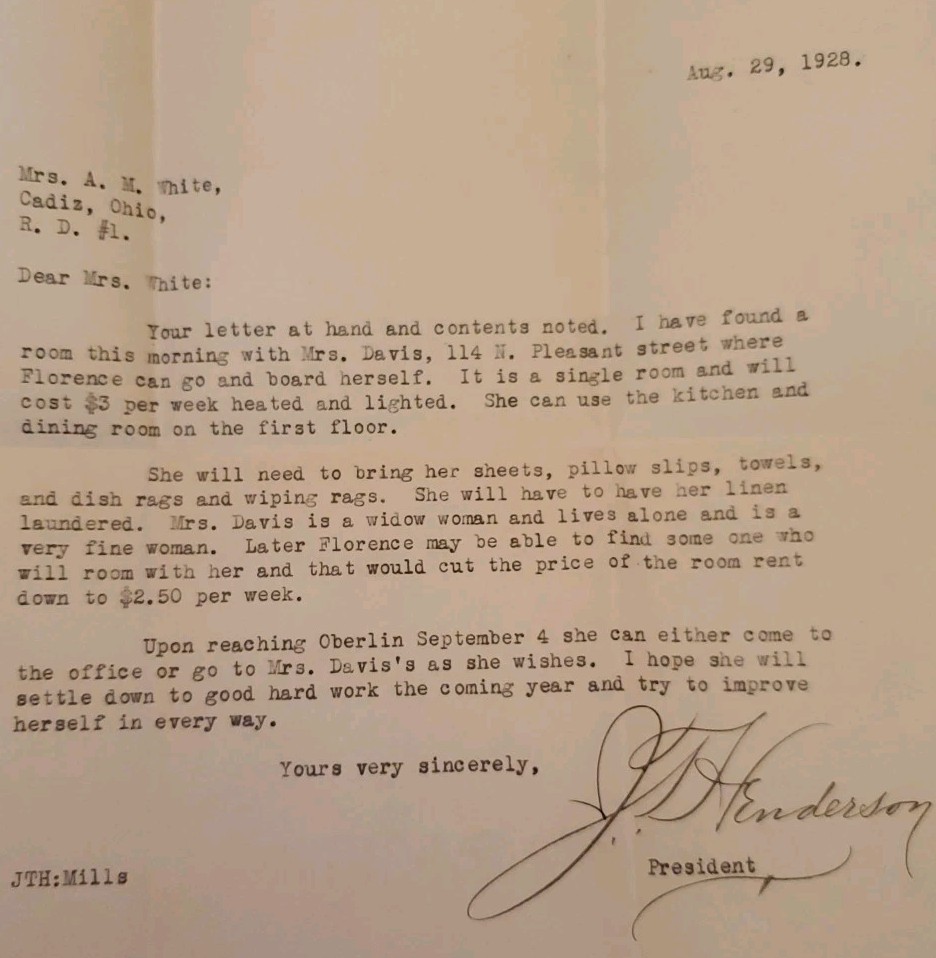 Aug. 29, 1928.
Mrs. A. M. White,
Cadiz, Ohio,
R. D. #1.
Dear Mrs. White:
Your letter at hand and contents noted. I have found a
room this morning with Mrs. Davis, 114 N. Pleasant street where
Florence can go and board herself. It is a single room and will
cost $3 per week heated and lighted. She can use the kitchen and
dining room on the first floor.
She will need to bring her sheets, pillow slips, towels,
and dish rags and wiping rags. She will have to have her linen
laundered. Mrs. Davis is a widow woman and lives alone and is a
very fine woman. Later Florence may be able to find some one who
will room with her and that would cut the price of the room rent
down to $2.50 per week.
Upon reaching Oberlin September 4 she can either come to
the office or go to Mrs. Davis's as she wishes. I hope she will
settle down to good hard work the coming year and try to improve
herself in every way.
Yours very sincerely,
J. T. Henderson
President
JTH:Mills